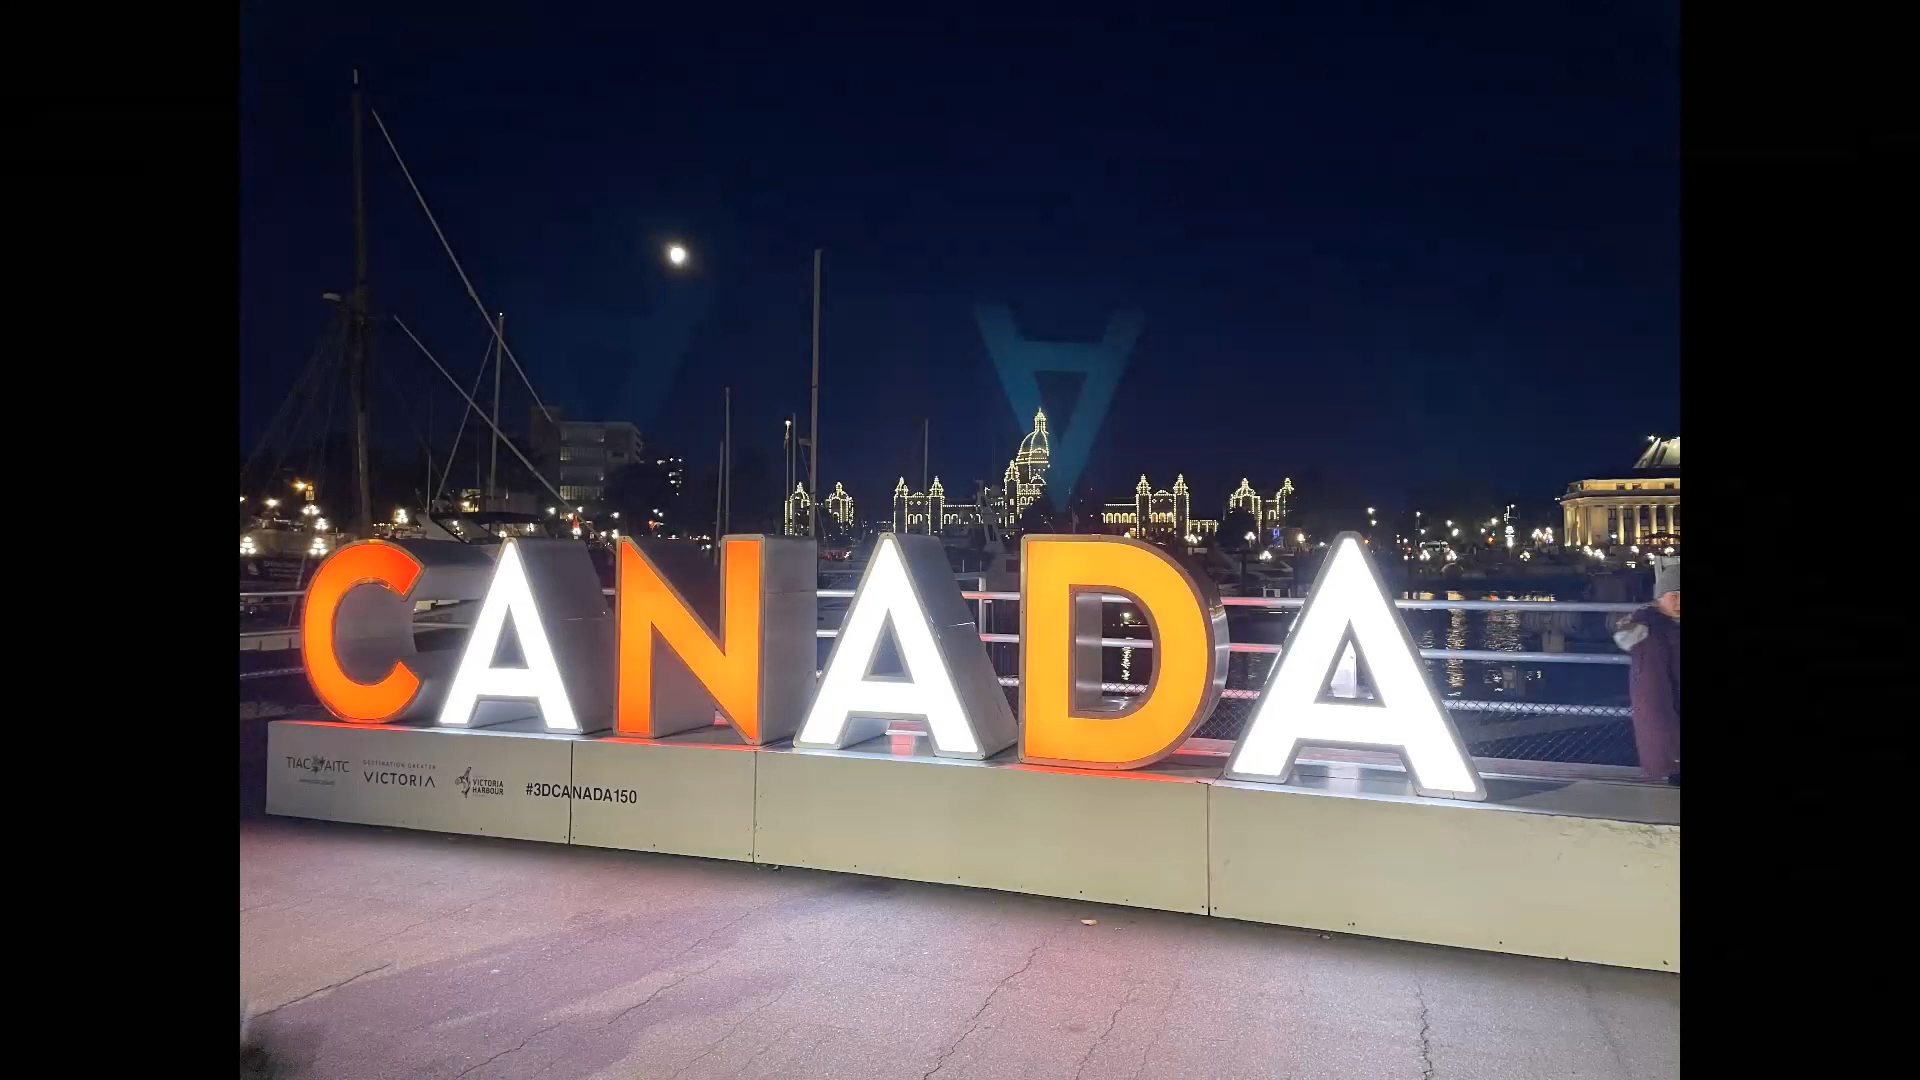 CANADA
TIAC AITC
DESTINATION GREATER
VICTORIA
VICTORIA
HARBOUR
#3DCANADA150